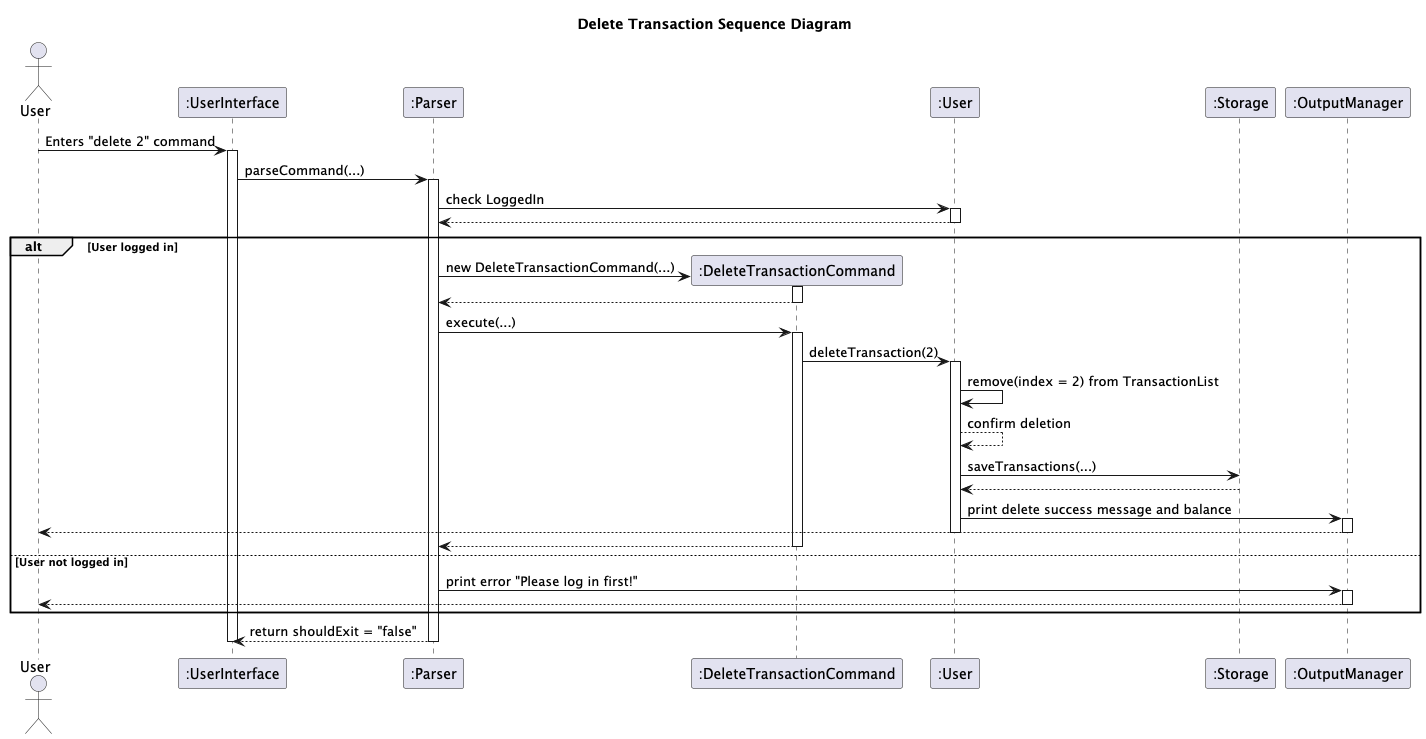 Delete Transaction Sequence Diagram
User
:UserInterface
:Parser
:User
:Storage
:OutputManager
Enters "delete 2" command
parseCommand(...)
check LoggedIn
alt
[User logged in]
new DeleteTransactionCommand(...)
:DeleteTransactionCommand
execute(...)
deleteTransaction(2)
remove(index = 2) from TransactionList
confirm deletion
saveTransactions(...)
print delete success message and balance
[User not logged in]
print error "Please log in first!"
return shouldExit = "false"
User
:UserInterface
:Parser
:DeleteTransactionCommand
:User
:Storage
:OutputManager